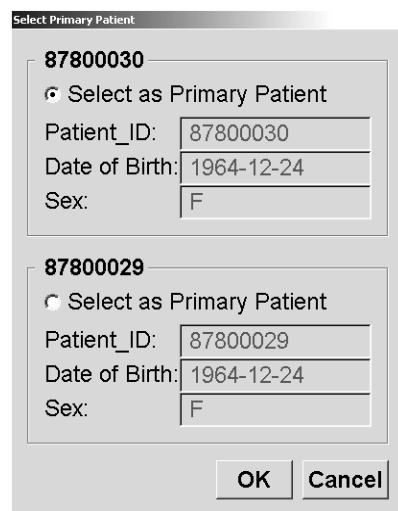 Select Primary Patient
87800030
Select as Primary Patient
Patient_ID: 87800030
Date of Birth: 1964-12-24
Sex: F
87800029
Select as Primary Patient
Patient_ID: 87800029
Date of Birth: 1964-12-24
Sex: F
OK Cancel